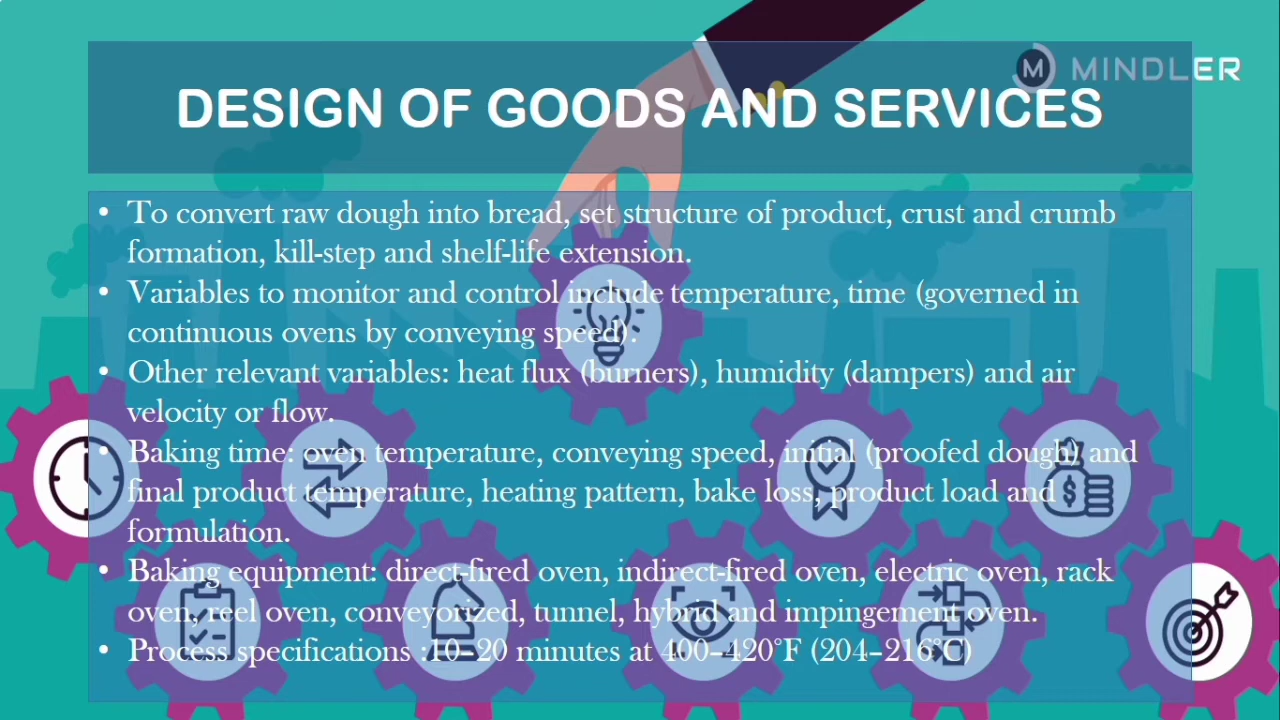 MINDLER
DESIGN OF GOODS AND SERVICES
• To convert raw dough into bread, set structure of product, crust and crumb
formation, kill-step and shelf-life extension.
• Variables to monitor and control include temperature, time (governed in
continuous ovens by conveying speed).
• Other relevant variables: heat flux (burners), humidity (dampers) and air
velocity or flow.
• Baking time: oven temperature, conveying speed, initial (proofed dough) and
final product temperature, heating pattern, bake loss, product load and
formulation.
• Baking equipment: direct-fired oven, indirect-fired oven, electric oven, rack
oven, reel oven, conveyorized, tunnel, hybrid and impingement oven.
• Process specifications :10–20 minutes at 400–420°F (204–216°C)